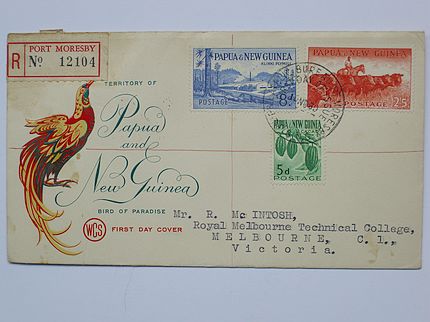 PORT MORESBY
R No 12104
TERRITORY OF
Papua
and
New Guinea
BIRD OF PARADISE
WCS FIRST DAY COVER
PAPUA & NEW GUINEA
POSTAGE 8d
PAPUA & NEW GUINEA
POSTAGE 2/5
PAPUA & NEW GUINEA
5d
POSTAGE
Mr. R. Mc INTOSH,
Royal Melbourne Technical College,
MELBOURNE, C.1.,
Victoria.